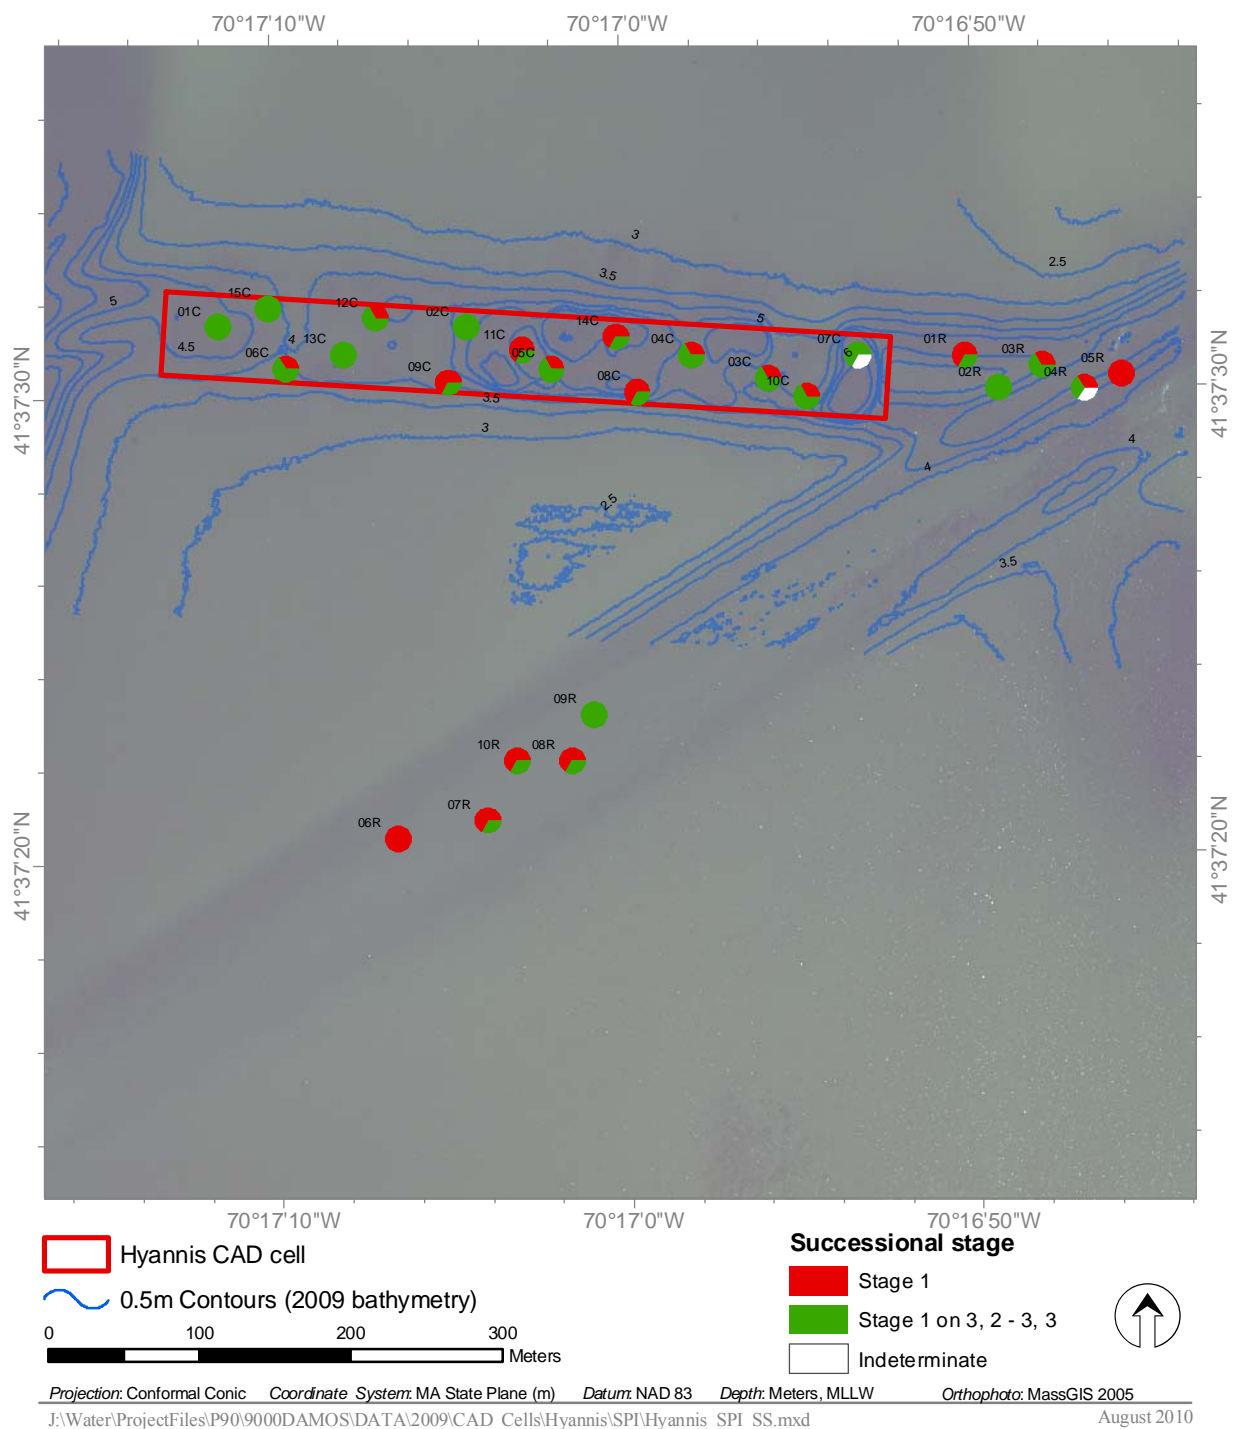 70°17'10"W 70°17'0"W 70°16'50"W
3
2.5
3.5
5
15C
12C
01C
02C
14C
5
4
11C
04C
07C
01R
4.5
13C
03R
06C
05C
03C
6
05R
09C
08C
10C
02R
04R
3.5
3
4
4
2.5
3.5
41°37'30"N
41°37'30"N
09R
10R 08R
07R
06R
41°37'20"N
41°37'20"N
70°17'10"W 70°17'0"W 70°16'50"W
Hyannis CAD cell
0.5m Contours (2009 bathymetry)
0 100 200 300
Meters
Successional stage
Stage 1
Stage 1 on 3, 2 - 3, 3
Indeterminate
Projection: Conformal Conic Coordinate System: MA State Plane (m) Datum: NAD 83 Depth: Meters, MLLW Orthophoto: MassGIS 2005
J:\Water\ProjectFiles\P90\9000DAMOS\DATA\2009\CAD_Cells\Hyannis\SPI\Hyannis_SPI_SS.mxd August 2010